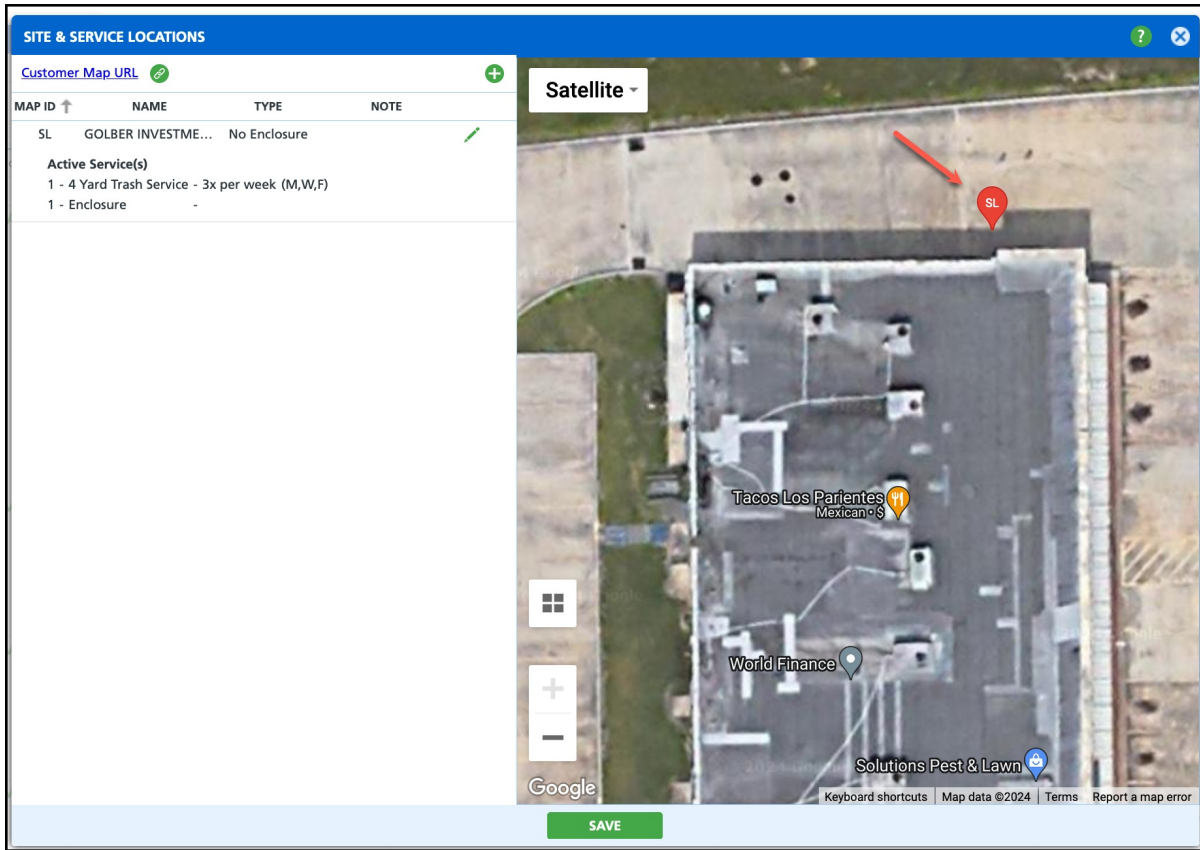 SITE & SERVICE LOCATIONS
?
Customer Map URL
MAP ID NAME TYPE NOTE
SL GOLBER INVESTME... No Enclosure
Active Service(s)
1 - 4 Yard Trash Service - 3x per week (M,W,F)
1 - Enclosure -
Satellite
SL
Tacos Los Parientes
Mexican • $
World Finance
Solutions Pest & Lawn
Google
Keyboard shortcuts Map data ©2024 Terms Report a map error
SAVE